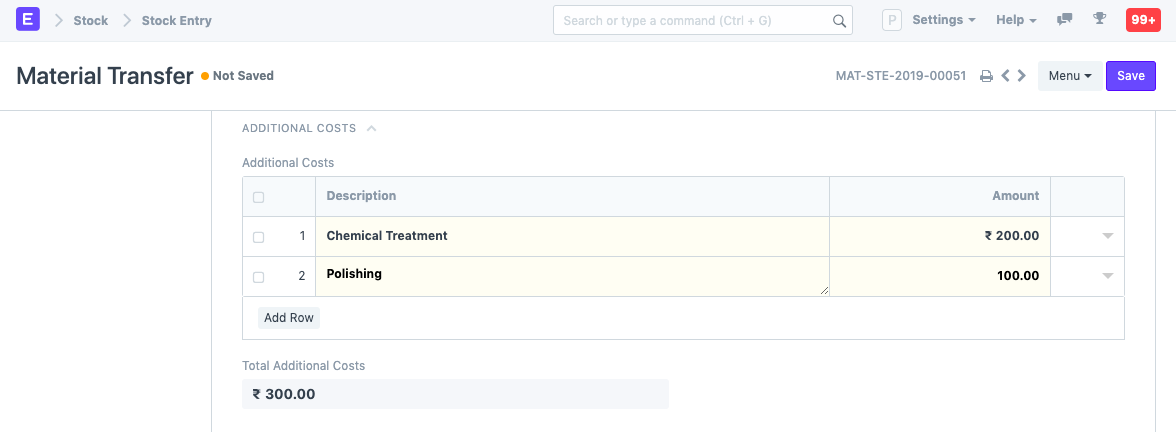 E Stock Stock Entry Search or type a command (Ctrl + G) P Settings Help 99+
Material Transfer Not Saved MAT-STE-2019-00051 Menu Save
ADDITIONAL COSTS
Additional Costs
Description Amount
1 Chemical Treatment ₹ 200.00
2 Polishing 100.00
Add Row
Total Additional Costs
₹ 300.00